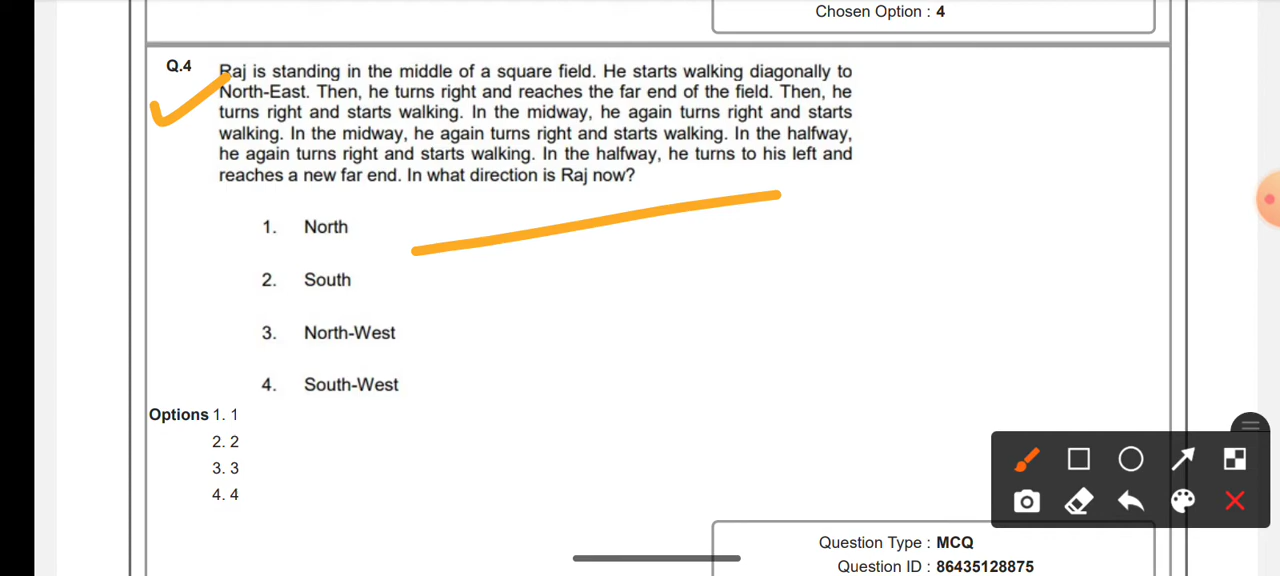 Chosen Option : 4
Q.4
Raj is standing in the middle of a square field. He starts walking diagonally to
North-East. Then, he turns right and reaches the far end of the field. Then, he
turns right and starts walking. In the midway, he again turns right and starts
walking. In the midway, he again turns right and starts walking. In the halfway,
he again turns right and starts walking. In the halfway, he turns to his left and
reaches a new far end. In what direction is Raj now?
1. North
2. South
3. North-West
4. South-West
Options 1. 1
2. 2
3. 3
4. 4
Question Type : MCQ
Question ID : 86435128875